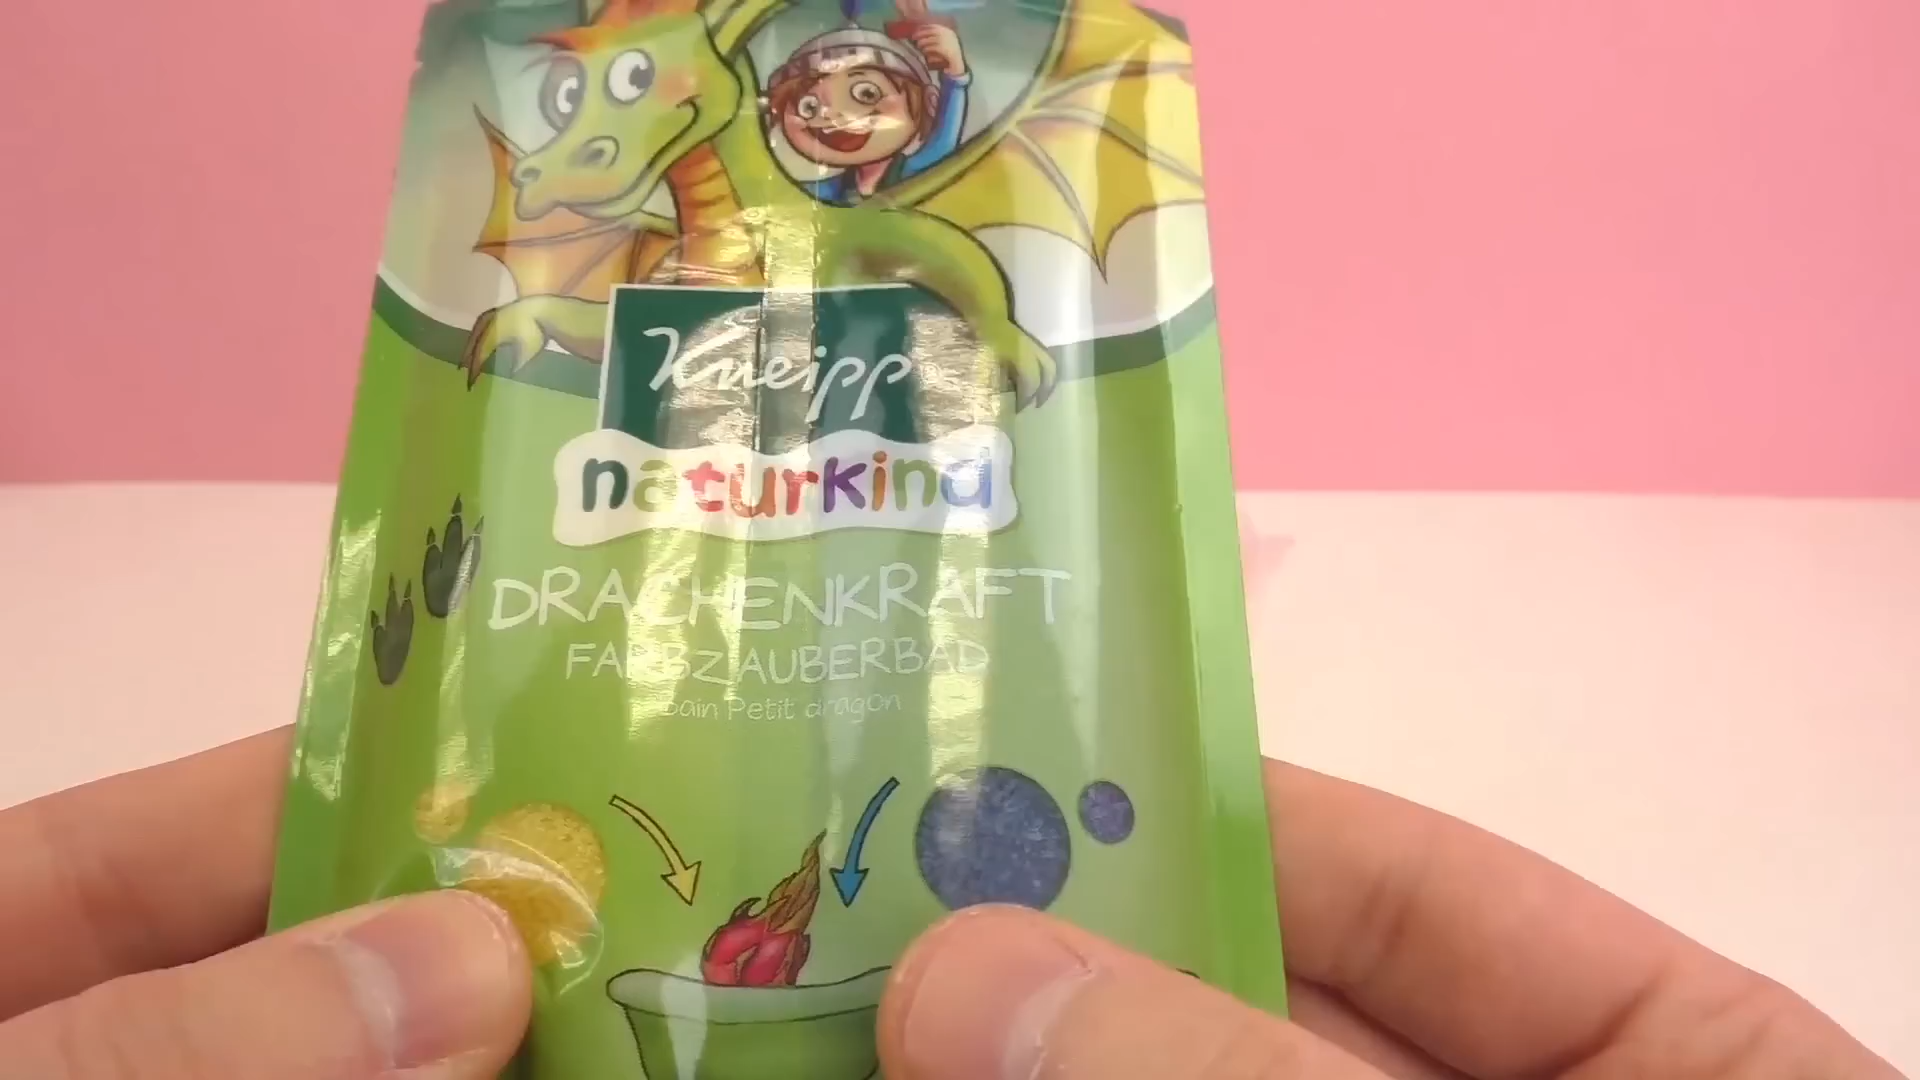 Kneipp®
naturkind
DRACHENKRAFT
FARBZAUBERBAD
Bain Petit dragon